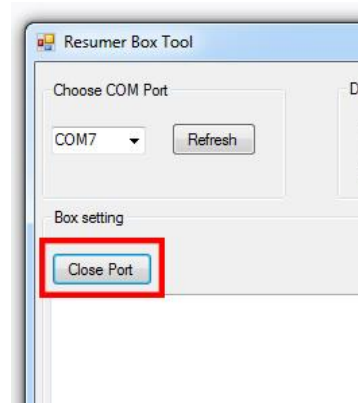 Resumer Box Tool
Choose COM Port
D
COM7
Refresh
Box setting
Close Port